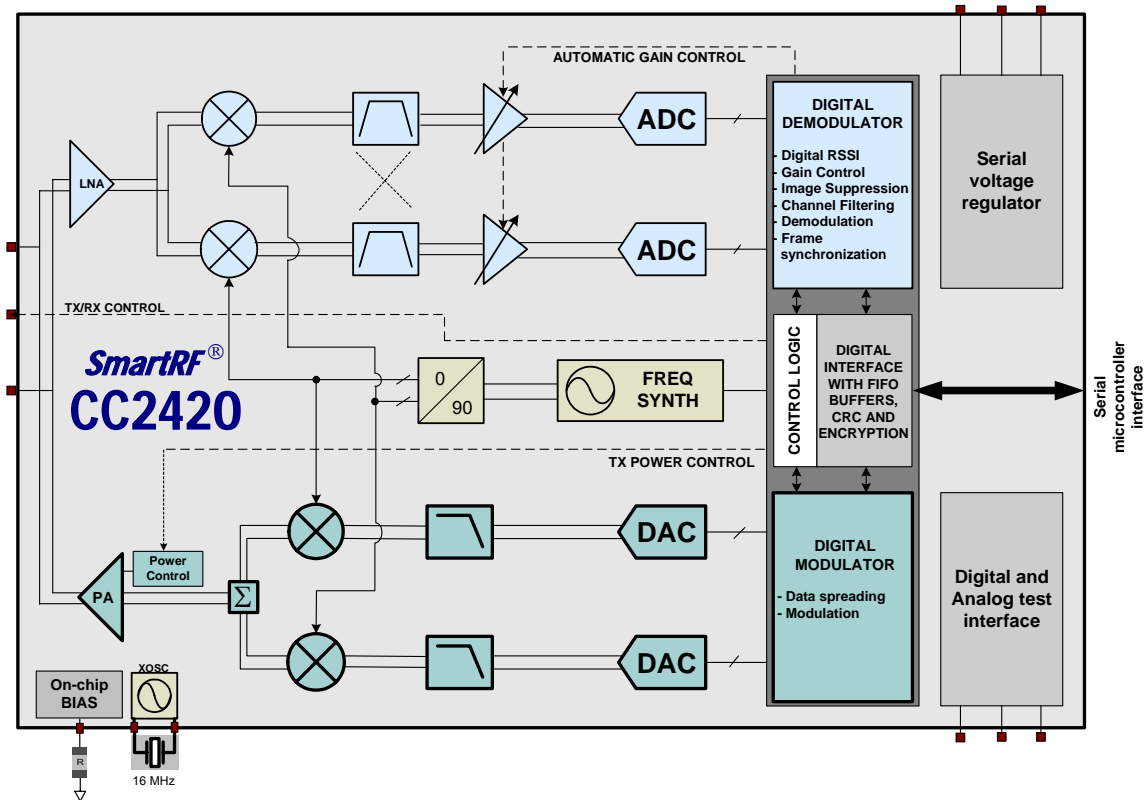 AUTOMATIC GAIN CONTROL
LNA
ADC
ADC
DIGITAL
DEMODULATOR
- Digital RSSI
- Gain Control
- Image Suppression
- Channel Filtering
- Demodulation
- Frame
synchronization
Serial
voltage
regulator
TX/RX CONTROL
SmartRF®
CC2420
0
90
FREQ
SYNTH
CONTROL LOGIC
DIGITAL
INTERFACE
WITH FIFO
BUFFERS,
CRC AND
ENCRYPTION
Serial
microcontroller
interface
TX POWER CONTROL
Power
Control
PA
Σ
DAC
DAC
DIGITAL
MODULATOR
- Data spreading
- Modulation
Digital and
Analog test
interface
On-chip
BIAS
XOSC
R
16 MHz